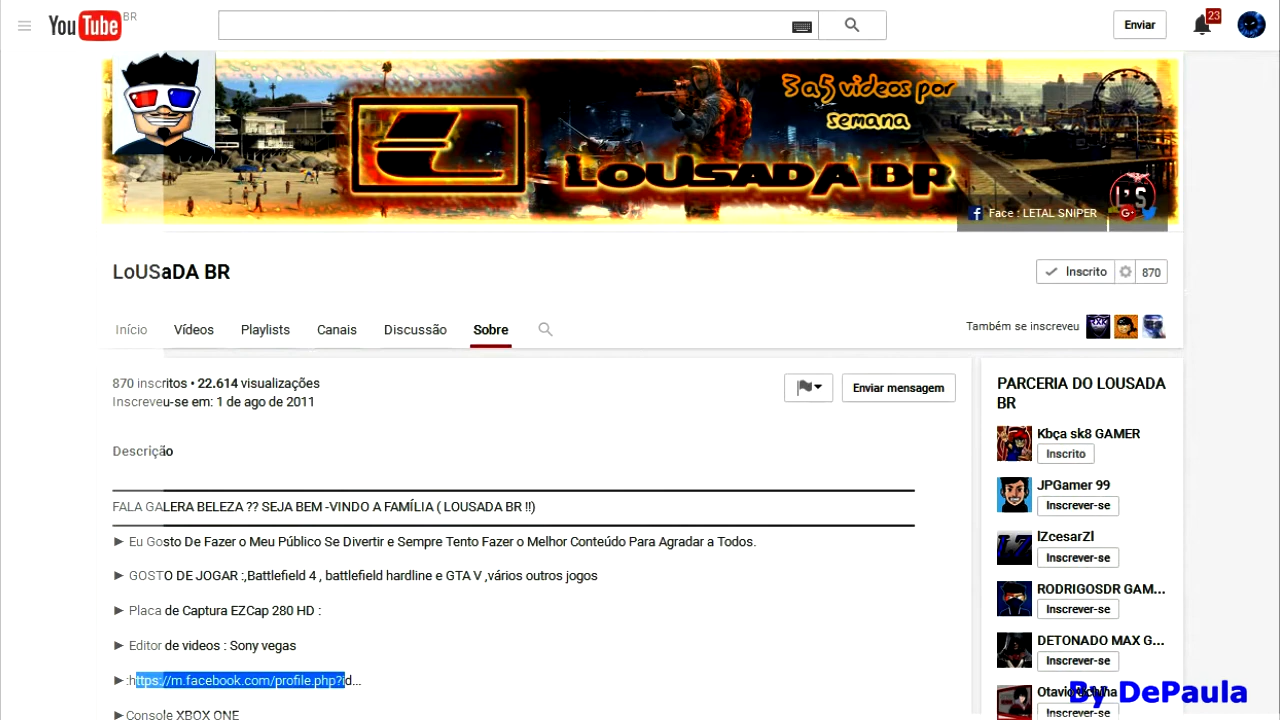 YouTube BR
Enviar
23
3 a 5 videos por
semana
LOUSADA BR
L'S
Face : LETAL SNIPER
G+
LoUSaDA BR
Inscrito 870
Início Vídeos Playlists Canais Discussão Sobre
Também se inscreveu
870 inscritos • 22.614 visualizações
Inscreveu-se em: 1 de ago de 2011
Enviar mensagem
Descrição
FALA GALERA BELEZA ?? SEJA BEM -VINDO A FAMÍLIA ( LOUSADA BR !!)
► Eu Gosto De Fazer o Meu Público Se Divertir e Sempre Tento Fazer o Melhor Conteúdo Para Agradar a Todos.
► GOSTO DE JOGAR :,Battlefield 4 , battlefield hardline e GTA V ,vários outros jogos
► Placa de Captura EZCap 280 HD :
► Editor de videos : Sony vegas
► :https://m.facebook.com/profile.php?id...
►Console XBOX ONE
PARCERIA DO LOUSADA
BR
Kbça sk8 GAMER
Inscrito
JPGamer 99
Inscrever-se
lZcesarZl
Inscrever-se
RODRIGOSDR GAM...
Inscrever-se
DETONADO MAX G...
Inscrever-se
Otavio
Inscrever-se
By DePaula